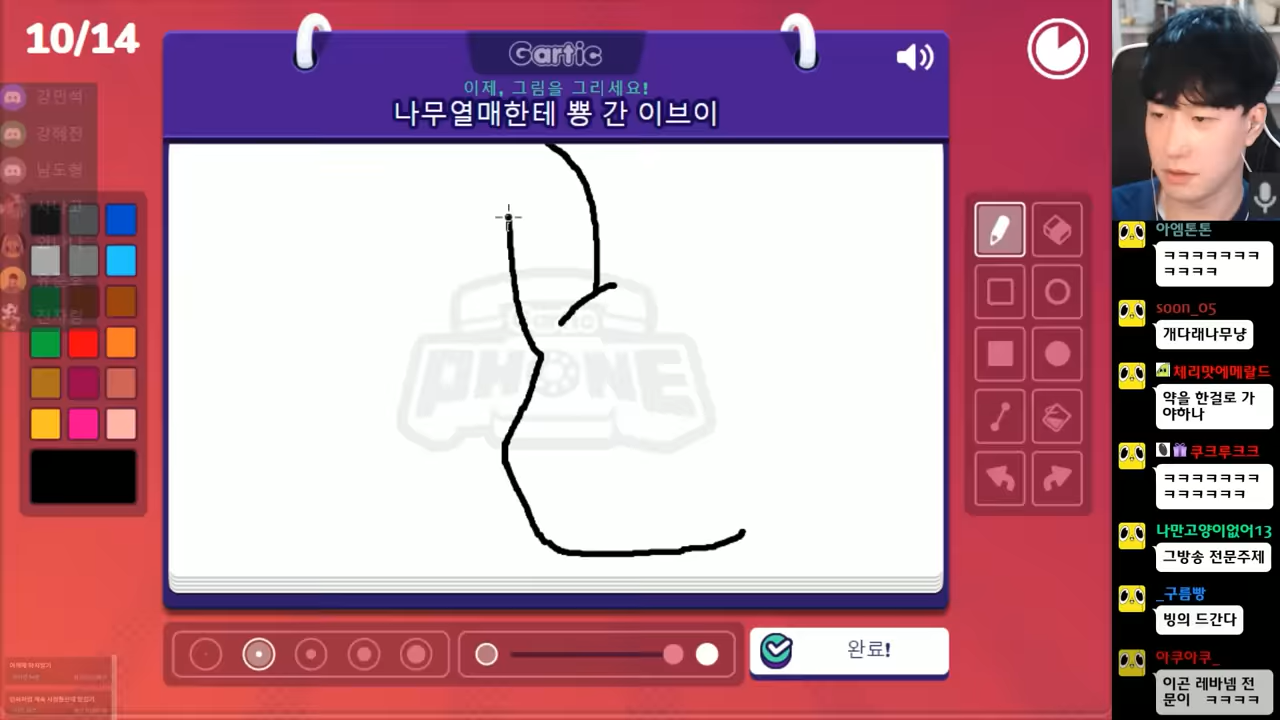 10/14
Gartic
이제, 그림을 그리세요!
나무열매한테 뿅 간 이브이
강민석
강혜진
남도형
PHONE
완료!
아엠톤톤
ㅋㅋㅋㅋㅋㅋㅋ
ㅋㅋㅋㅋ
soon_05
개다래나무냥
체리맛에메랄드
약을 한걸로 가
야하나
쿠크루크크
ㅋㅋㅋㅋㅋㅋㅋ
ㅋㅋㅋㅋㅋㅋ
나만고양이없어13
그방송 전문주제
_구름빵
빙의 드간다
아쿠아쿠_
이곤 레바넴 전
문이 ㅋㅋㅋㅋ